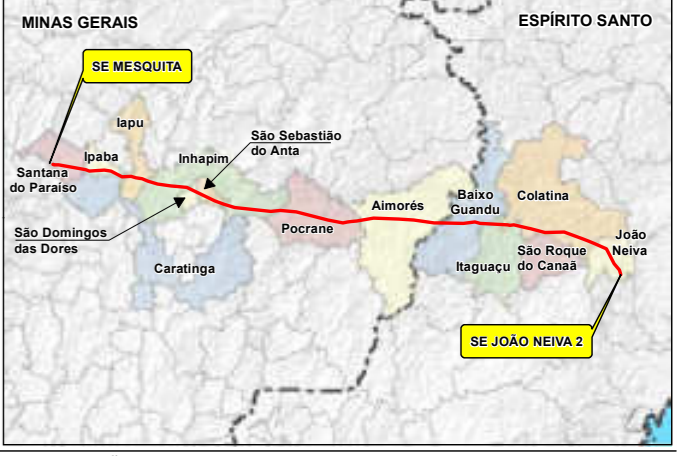 MINAS GERAIS
ESPÍRITO SANTO
SE MESQUITA
Iapu
São Sebastião
do Anta
Ipaba
Inhapim
Santana
do Paraíso
Aimorés
Baixo
Guandu
Colatina
São Domingos
das Dores
Pocrane
João
Neiva
São Roque
do Canaã
Itaguaçu
Caratinga
SE JOÃO NEIVA 2